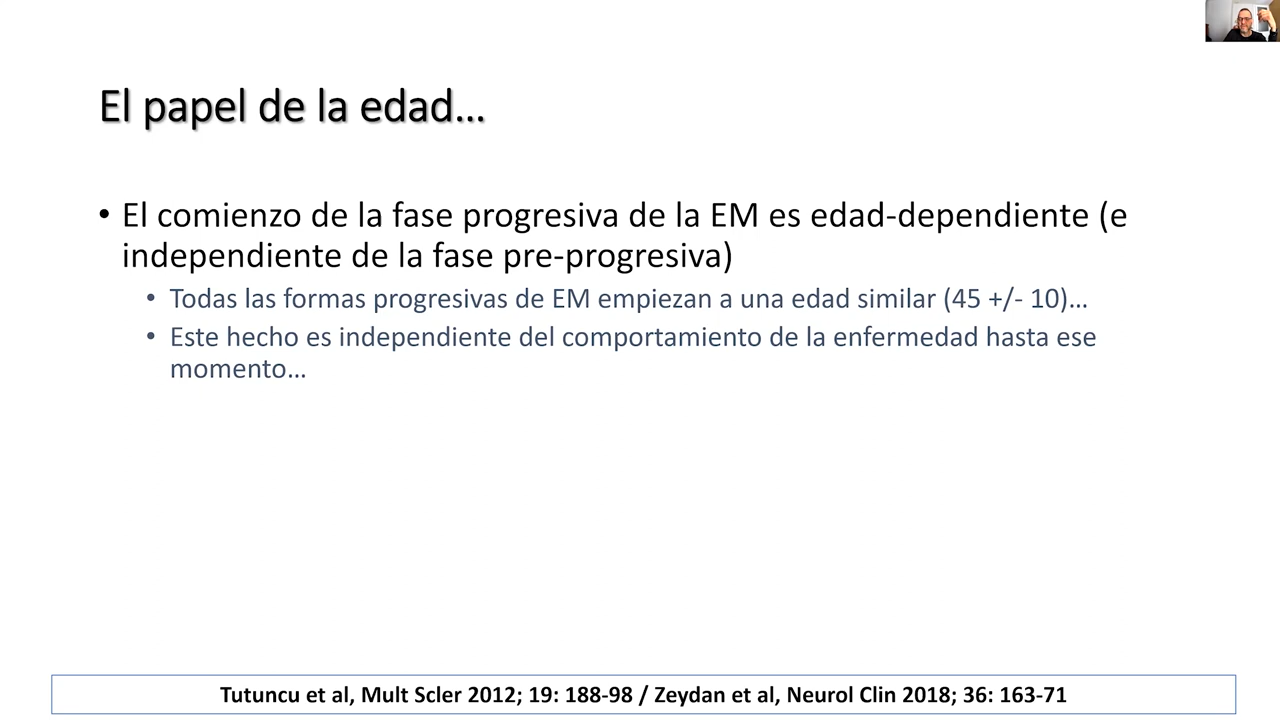 El papel de la edad...
• El comienzo de la fase progresiva de la EM es edad-dependiente (e
independiente de la fase pre-progresiva)
• Todas las formas progresivas de EM empiezan a una edad similar (45 +/- 10)...
• Este hecho es independiente del comportamiento de la enfermedad hasta ese
momento...
Tutuncu et al, Mult Scler 2012; 19: 188-98 / Zeydan et al, Neurol Clin 2018; 36: 163-71